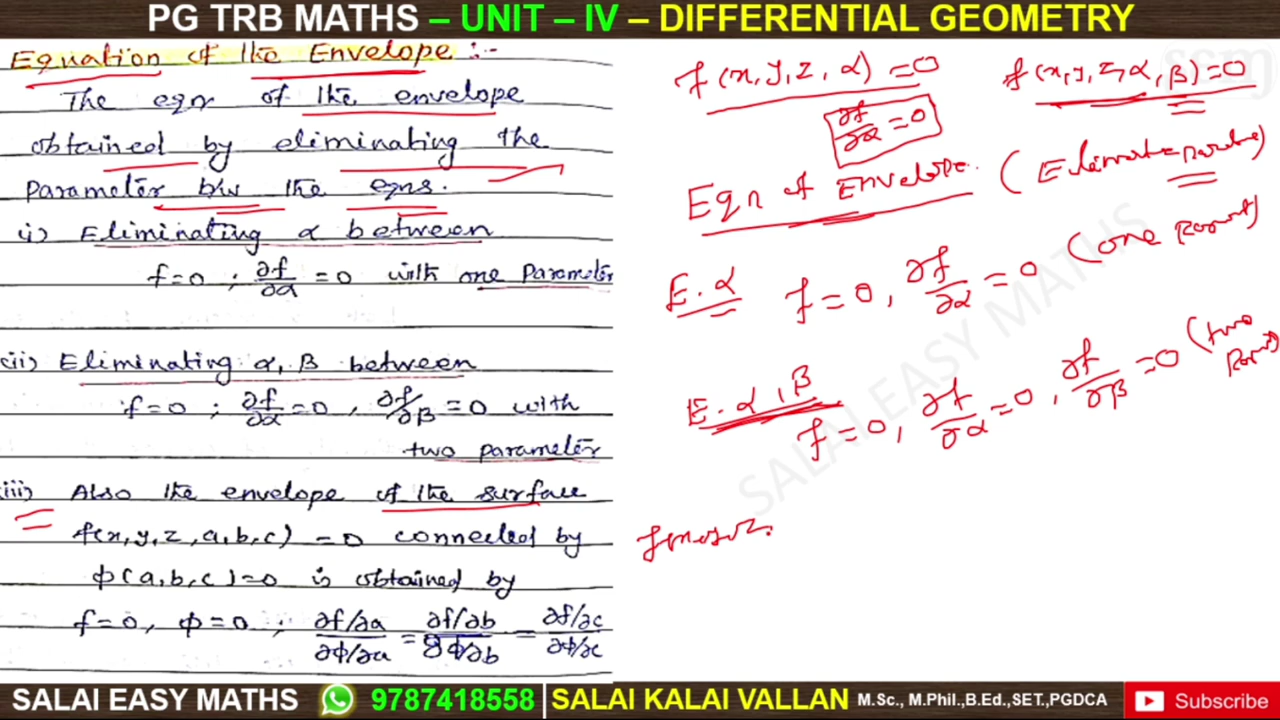 PG TRB MATHS – UNIT – IV – DIFFERENTIAL GEOMETRY
Equation of the Envelope :-
The eqn of the envelope
obtained by eliminating the
parameter b/w the eqns.
i) Eliminating α between
f=0 ; ∂f/∂α =0 with one parameter
(ii) Eliminating α, β between
f=0 ; ∂f/∂α =0, ∂f/∂β =0 with
two parameter
(iii) Also the envelope of the surface
f(x,y,z,a,b,c) =0 connected by
ϕ(a,b,c)=0 is obtained by
f=0, ϕ=0 ; ∂f/∂a / ∂ϕ/∂a = ∂f/∂b / ∂ϕ/∂b = ∂f/∂c / ∂ϕ/∂c
f(x,y,z,α)=0
f(x,y,z,α,β)=0
∂f/∂α =0
Eqn of Envelope. (
E.α f=0, ∂f/∂α =0 (one
E.α,β
f=0, ∂f/∂α =0, ∂f/∂β =0 (two
SALAI EASY MATHS
SALAI EASY MATHS 9787418558 SALAI KALAI VALLAN M.Sc., M.Phil.,B.Ed.,SET.,PGDCA Subscribe